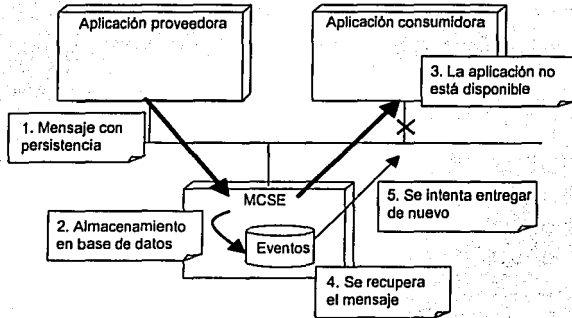 Aplicación proveedora
Aplicación consumidora
3. La aplicación no
está disponible
1. Mensaje con
persistencia
MCSE
2. Almacenamiento
en base de datos
Eventos
5. Se intenta entregar
de nuevo
4. Se recupera
el mensaje